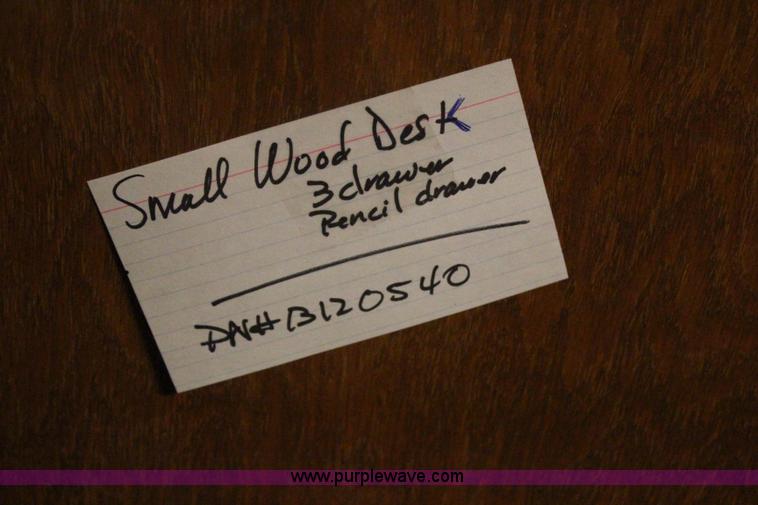 Small Wood Desk
3 drawer
Pencil drawer
DN# B120540
www.purplewave.com